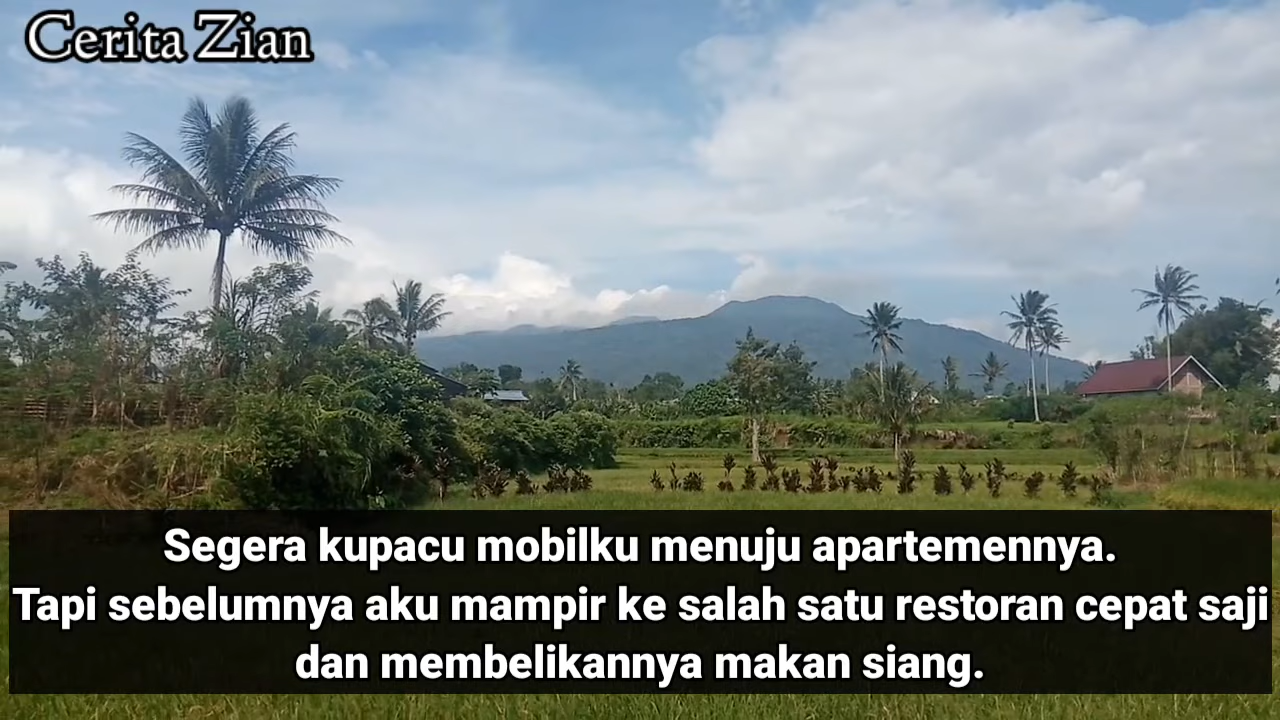 Cerita Zian
Segera kupacu mobilku menuju apartemennya.
Tapi sebelumnya aku mampir ke salah satu restoran cepat saji
dan membelikannya makan siang.